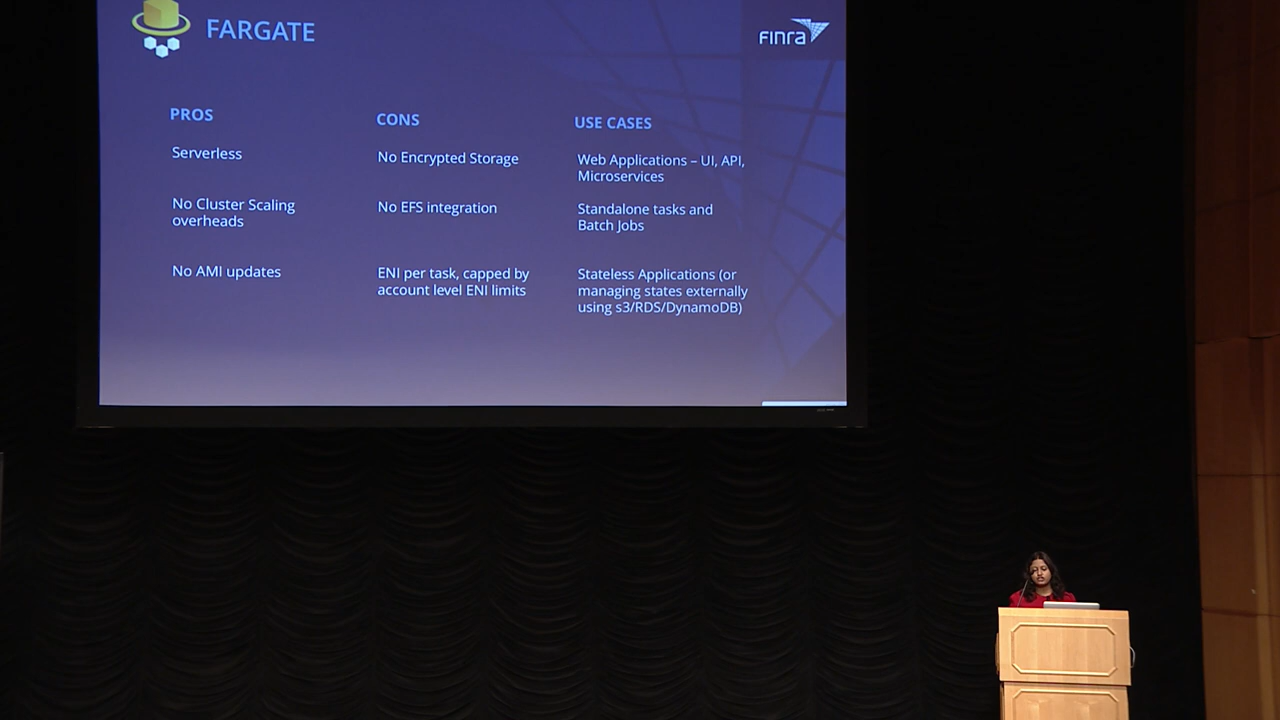 FARGATE
FINRA
PROS
Serverless
No Cluster Scaling
overheads
No AMI updates
CONS
No Encrypted Storage
No EFS integration
ENI per task, capped by
account level ENI limits
USE CASES
Web Applications – UI, API,
Microservices
Standalone tasks and
Batch Jobs
Stateless Applications (or
managing states externally
using s3/RDS/DynamoDB)